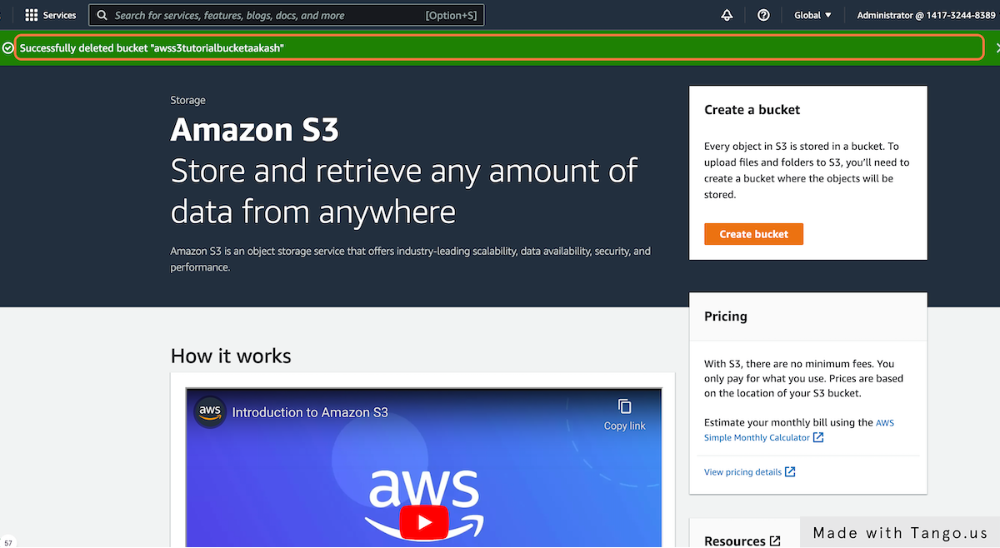 Services
Search for services, features, blogs, docs, and more [Option+S]
Global ▼
Administrator @ 1417-3244-8389
Successfully deleted bucket "awss3tutorialbucketaakash"
Storage
Amazon S3
Store and retrieve any amount of
data from anywhere
Amazon S3 is an object storage service that offers industry-leading scalability, data availability, security, and
performance.
Create a bucket
Every object in S3 is stored in a bucket. To
upload files and folders to S3, you'll need to
create a bucket where the objects will be
stored.
Create bucket
Pricing
With S3, there are no minimum fees. You
only pay for what you use. Prices are based
on the location of your S3 bucket.
Estimate your monthly bill using the AWS
Simple Monthly Calculator
View pricing details
How it works
aws
Introduction to Amazon S3
Copy link
aws
Resources
57
Made with Tango.us